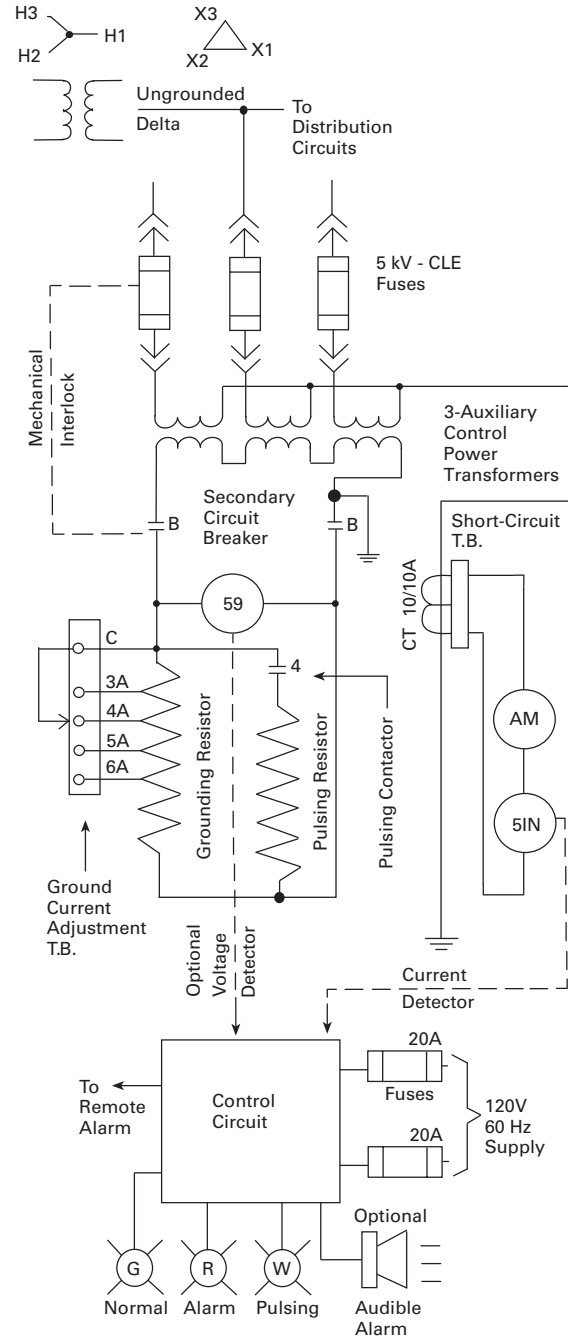 H3
H1
H2
X3
X2
X1
Ungrounded
Delta
To
Distribution
Circuits
5 kV - CLE
Fuses
Mechanical
Interlock
3-Auxiliary
Control
Power
Transformers
Secondary
Circuit
Breaker
B
B
Short-Circuit
T.B.
CT 10/10A
59
C
3A
4A
5A
6A
4
Grounding Resistor
Pulsing Resistor
Pulsing Contactor
AM
5IN
Ground
Current
Adjustment
T.B.
Optional
Voltage
Detector
Current
Detector
To
Remote
Alarm
Control
Circuit
20A
Fuses
20A
120V
60 Hz
Supply
G
R
W
Normal
Alarm
Pulsing
Optional
Audible
Alarm